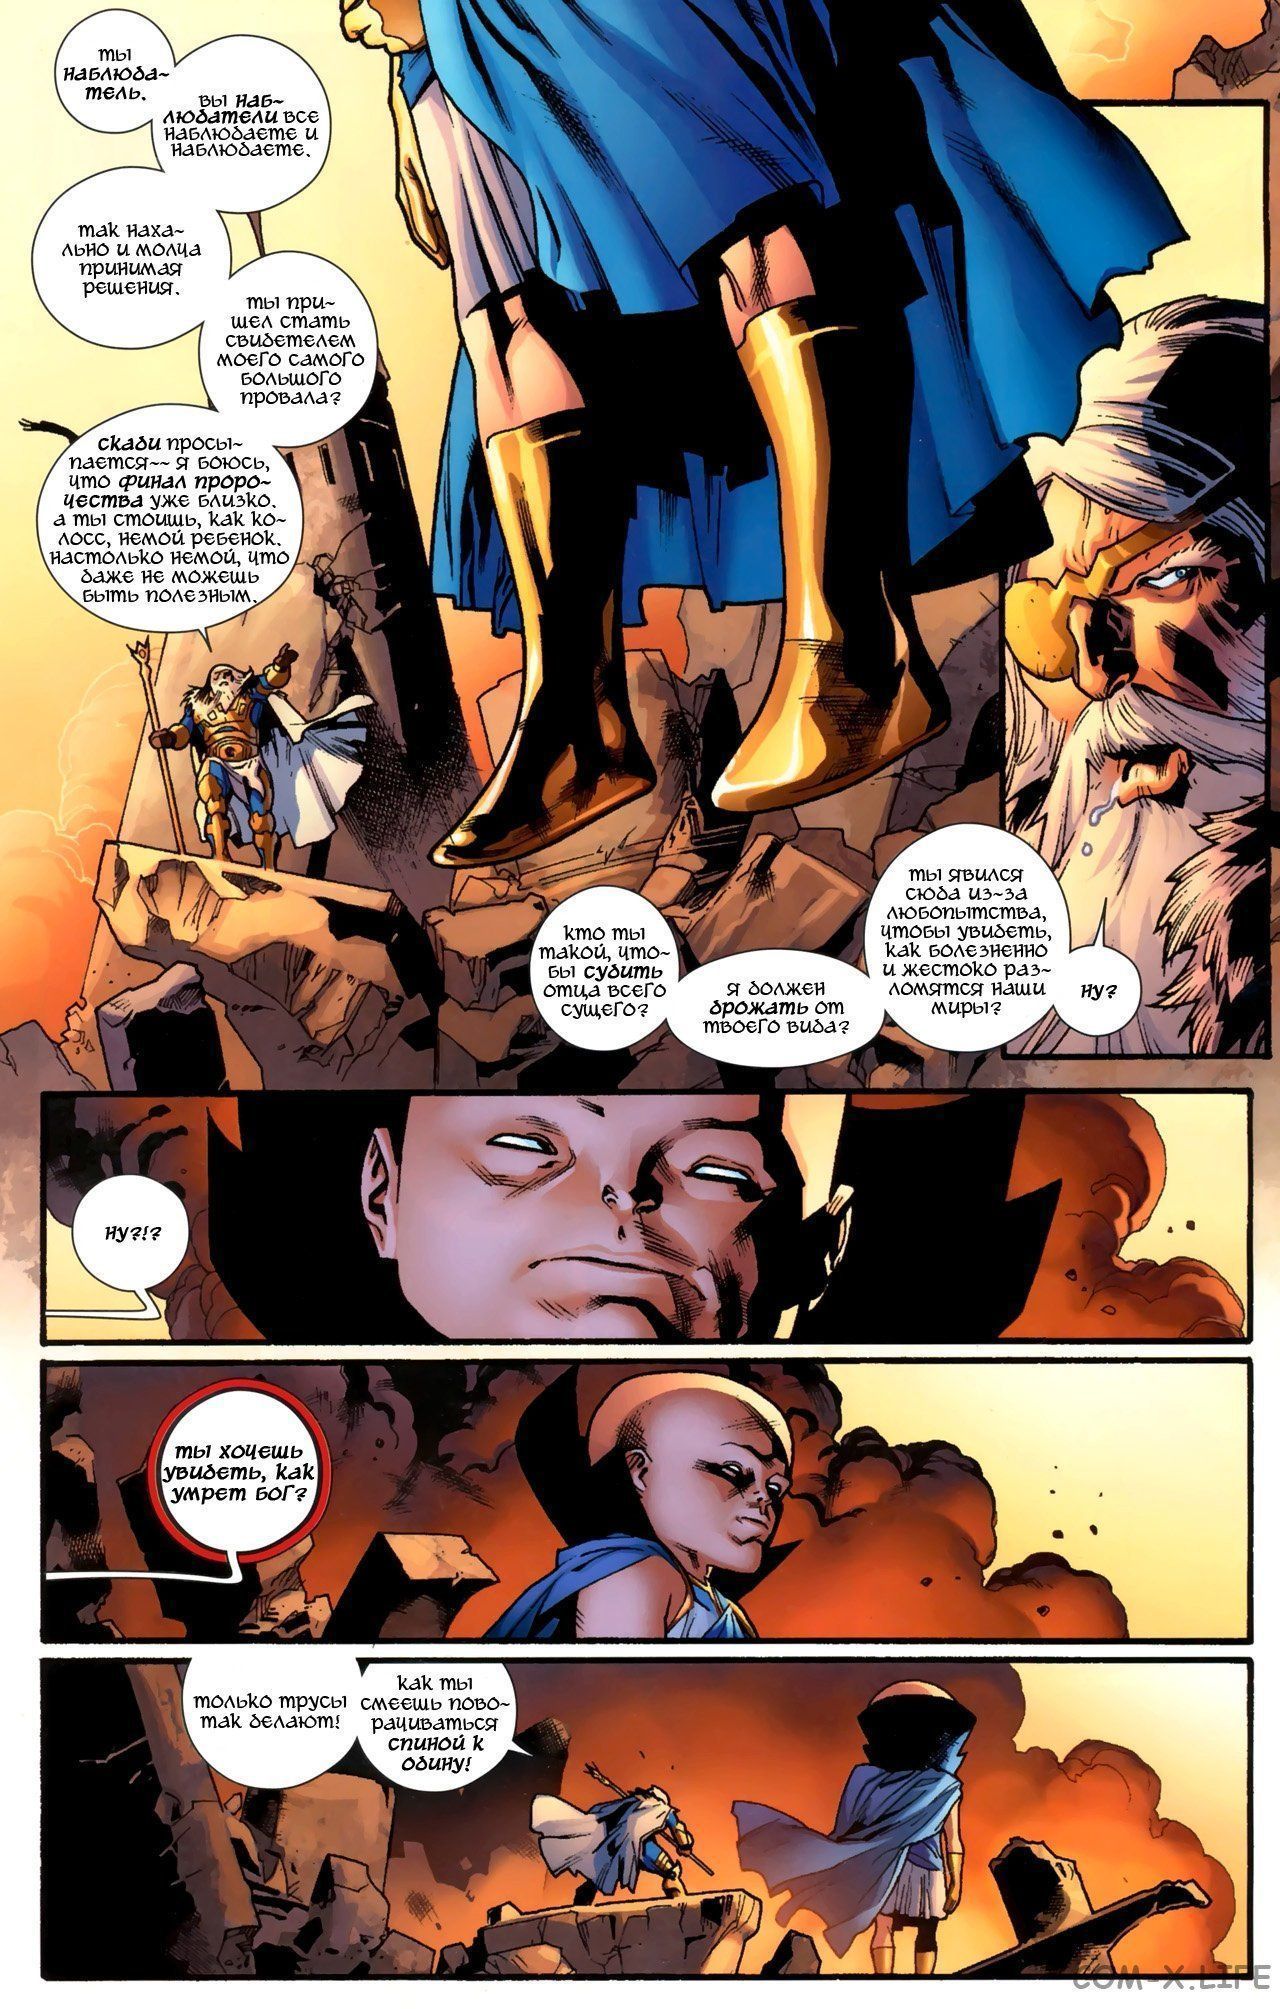 ты
наблюда-
тель.
вы наб-
людатели все
наблюдаете и
наблюдаете.
так наха-
льно и молча
принимая
решения.
ты при-
шел стать
свидетелем
моего самого
большого
провала?
скади просы-
пается~~ я боюсь,
что финал проро-
чества уже близко.
а ты стоишь, как ко-
лосс, немой ребенок.
настолько немой, что
даже не можешь
быть полезным.
кто ты
такой, что-
бы судить
отца всего
сущего?
я должен
дрожать от
твоего вида?
ты явился
сюда из-за
любопытства,
чтобы увидеть,
как болезненно
и жестоко раз-
ломятся наши
миры?
ну?
ну?!?
ты хочешь
увидеть, как
умрет бог?
только трусы
так делают!
как ты
смеешь пово-
рачиваться
спиной к
одину!
COM-X.LIFE